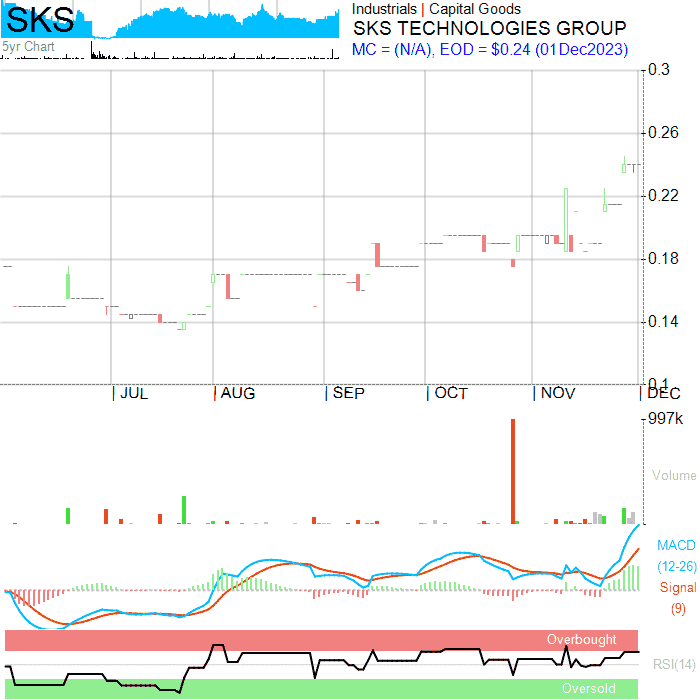 SKS
Industrials | Capital Goods
SKS TECHNOLOGIES GROUP
MC = (N/A), EOD = $0.24 (01Dec2023)
5yr Chart
0.3
0.26
0.22
0.18
0.14
0.1
| JUL | AUG | SEP | OCT | NOV | DEC
997k
Volume
MACD
(12-26)
Signal
(9)
Overbought
RSI(14)
Oversold